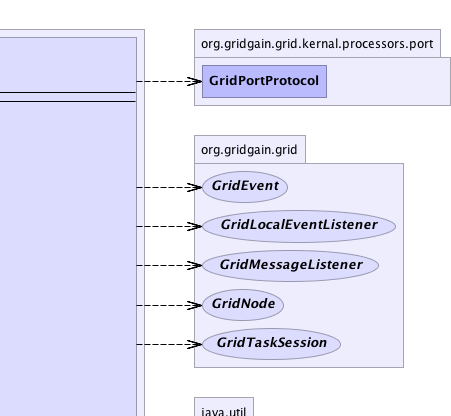 org.gridgain.grid.kernal.processors.port
GridPortProtocol
org.gridgain.grid
GridEvent
GridLocalEventListener
GridMessageListener
GridNode
GridTaskSession
java.util